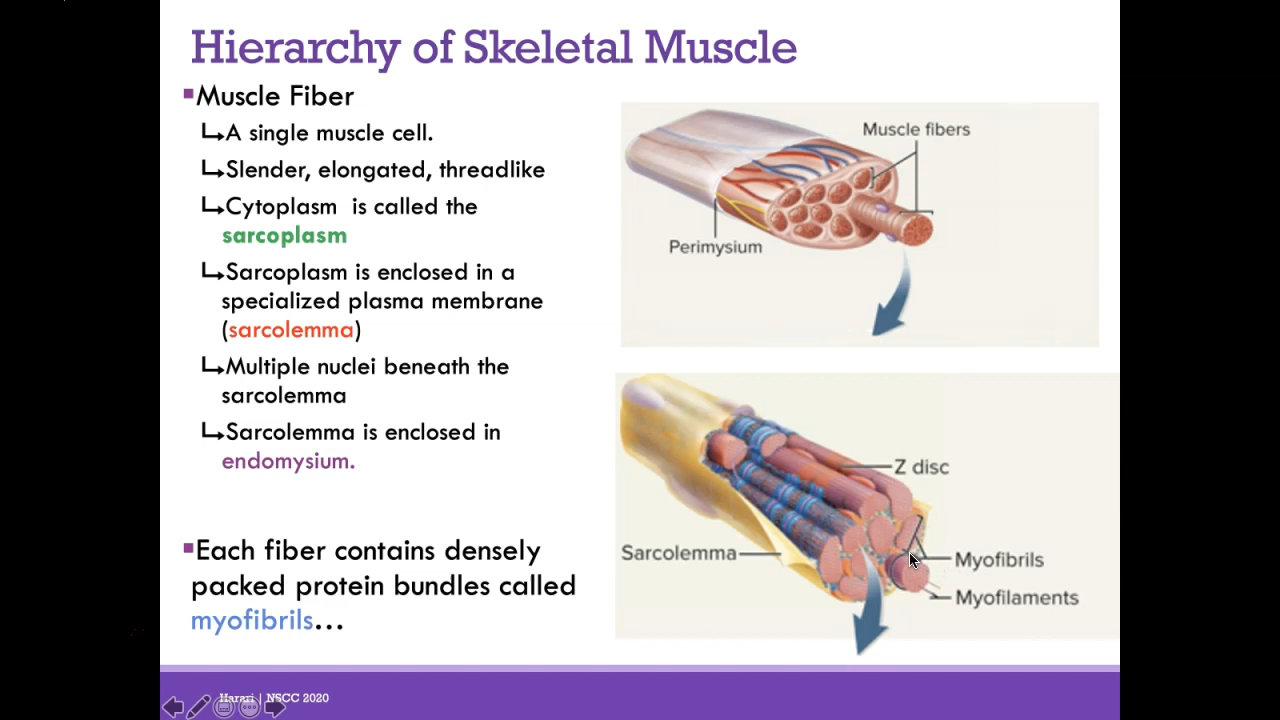 Hierarchy of Skeletal Muscle
Muscle Fiber
A single muscle cell.
Slender, elongated, threadlike
Cytoplasm is called the
sarcoplasm
Sarcoplasm is enclosed in a
specialized plasma membrane
(sarcolemma)
Multiple nuclei beneath the
sarcolemma
Sarcolemma is enclosed in
endomysium.
Each fiber contains densely
packed protein bundles called
myofibrils...
Muscle fibers
Perimysium
Z disc
Sarcolemma
Myofibrils
Myofilaments
Harari | NSCC 2020